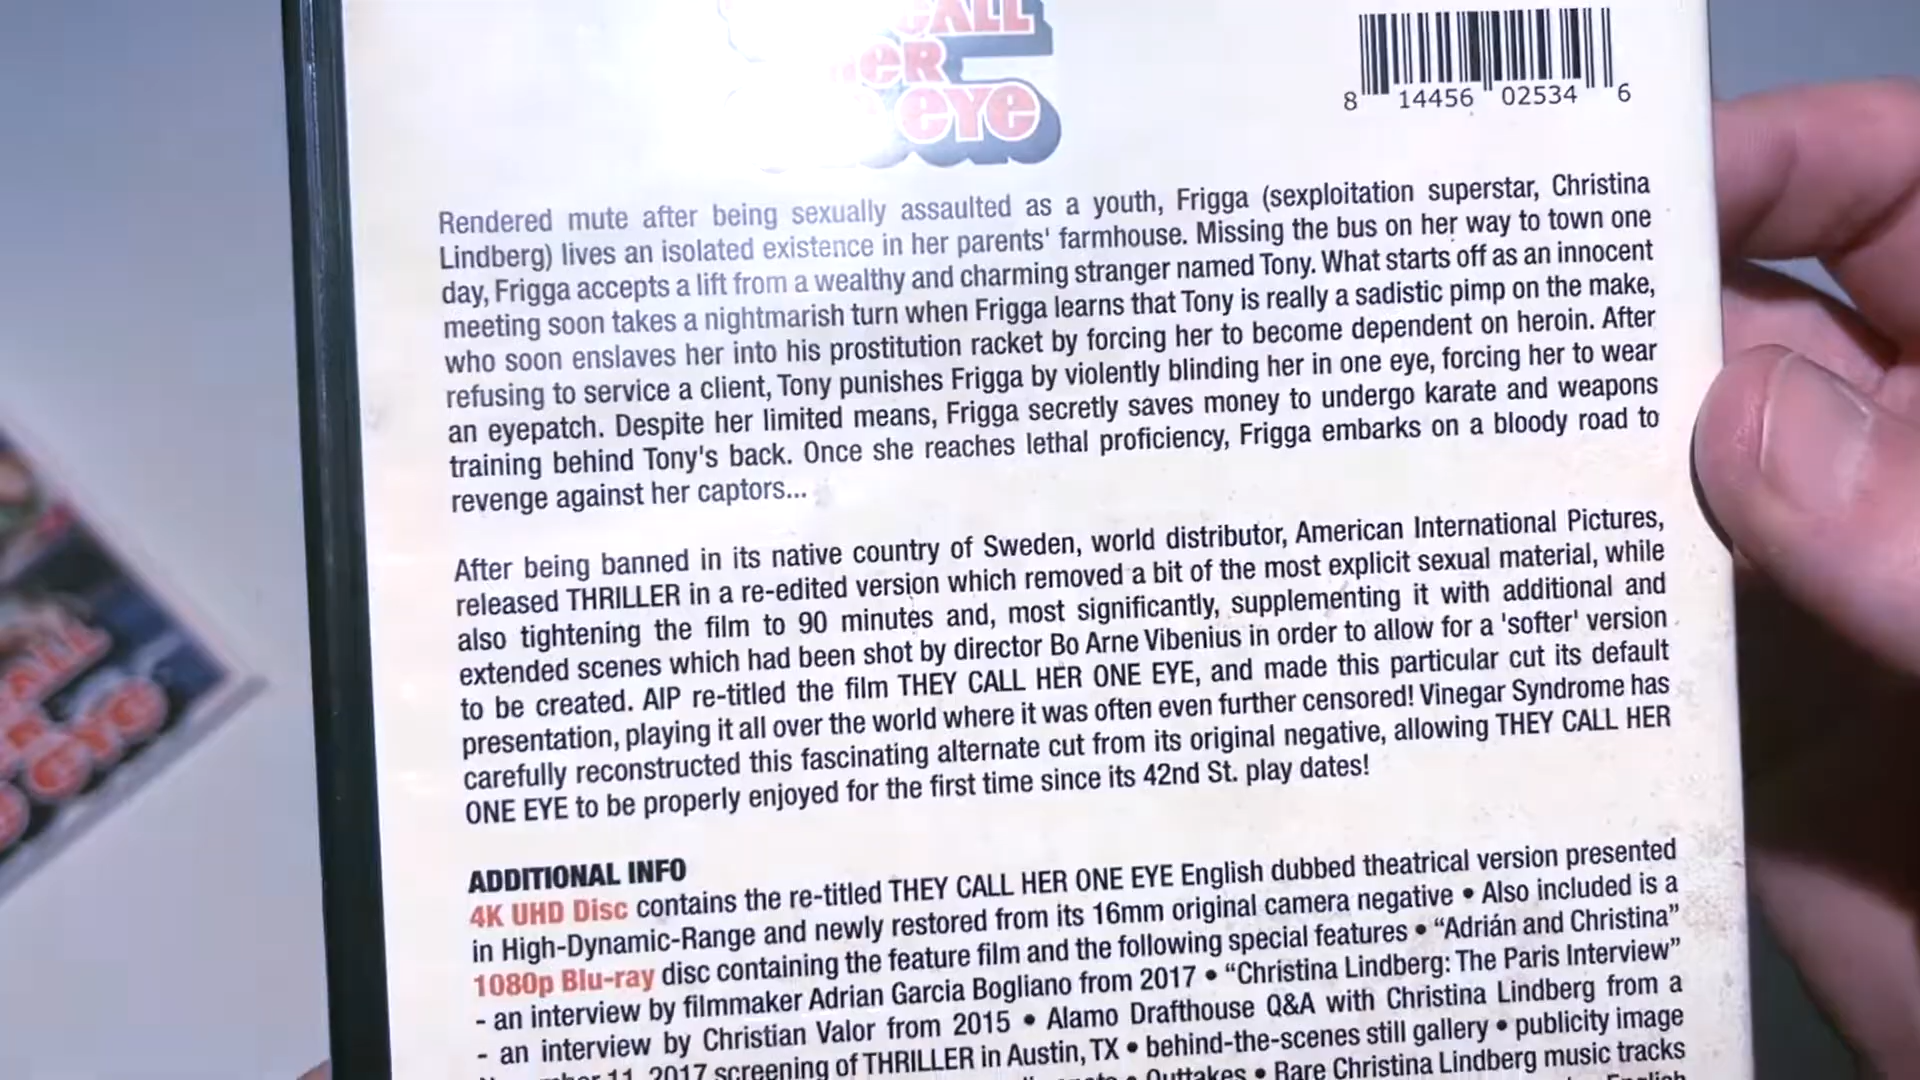 CALL
HER
EYE
8 14456 02534 6
Rendered mute after being sexually assaulted as a youth, Frigga (sexploitation superstar, Christina
Lindberg) lives an isolated existence in her parents' farmhouse. Missing the bus on her way to town one
day, Frigga accepts a lift from a wealthy and charming stranger named Tony. What starts off as an innocent
meeting soon takes a nightmarish turn when Frigga learns that Tony is really a sadistic pimp on the make,
who soon enslaves her into his prostitution racket by forcing her to become dependent on heroin. After
refusing to service a client, Tony punishes Frigga by violently blinding her in one eye, forcing her to wear
an eyepatch. Despite her limited means, Frigga secretly saves money to undergo karate and weapons
training behind Tony's back. Once she reaches lethal proficiency, Frigga embarks on a bloody road to
revenge against her captors...
After being banned in its native country of Sweden, world distributor, American International Pictures,
released THRILLER in a re-edited version which removed a bit of the most explicit sexual material, while
also tightening the film to 90 minutes and, most significantly, supplementing it with additional and
extended scenes which had been shot by director Bo Arne Vibenius in order to allow for a 'softer' version
to be created. AIP re-titled the film THEY CALL HER ONE EYE, and made this particular cut its default
presentation, playing it all over the world where it was often even further censored! Vinegar Syndrome has
carefully reconstructed this fascinating alternate cut from its original negative, allowing THEY CALL HER
ONE EYE to be properly enjoyed for the first time since its 42nd St. play dates!
ADDITIONAL INFO
4K UHD Disc contains the re-titled THEY CALL HER ONE EYE English dubbed theatrical version presented
in High-Dynamic-Range and newly restored from its 16mm original camera negative • Also included is a
1080p Blu-ray disc containing the feature film and the following special features • “Adrián and Christina”
- an interview by filmmaker Adrian Garcia Bogliano from 2017 • “Christina Lindberg: The Paris Interview”
- an interview by Christian Valor from 2015 • Alamo Drafthouse Q&A with Christina Lindberg from a
11, 2017 screening of THRILLER in Austin, TX • behind-the-scenes still gallery • publicity image
• Outtakes • Rare Christina Lindberg music tracks
English
CALL
EYE